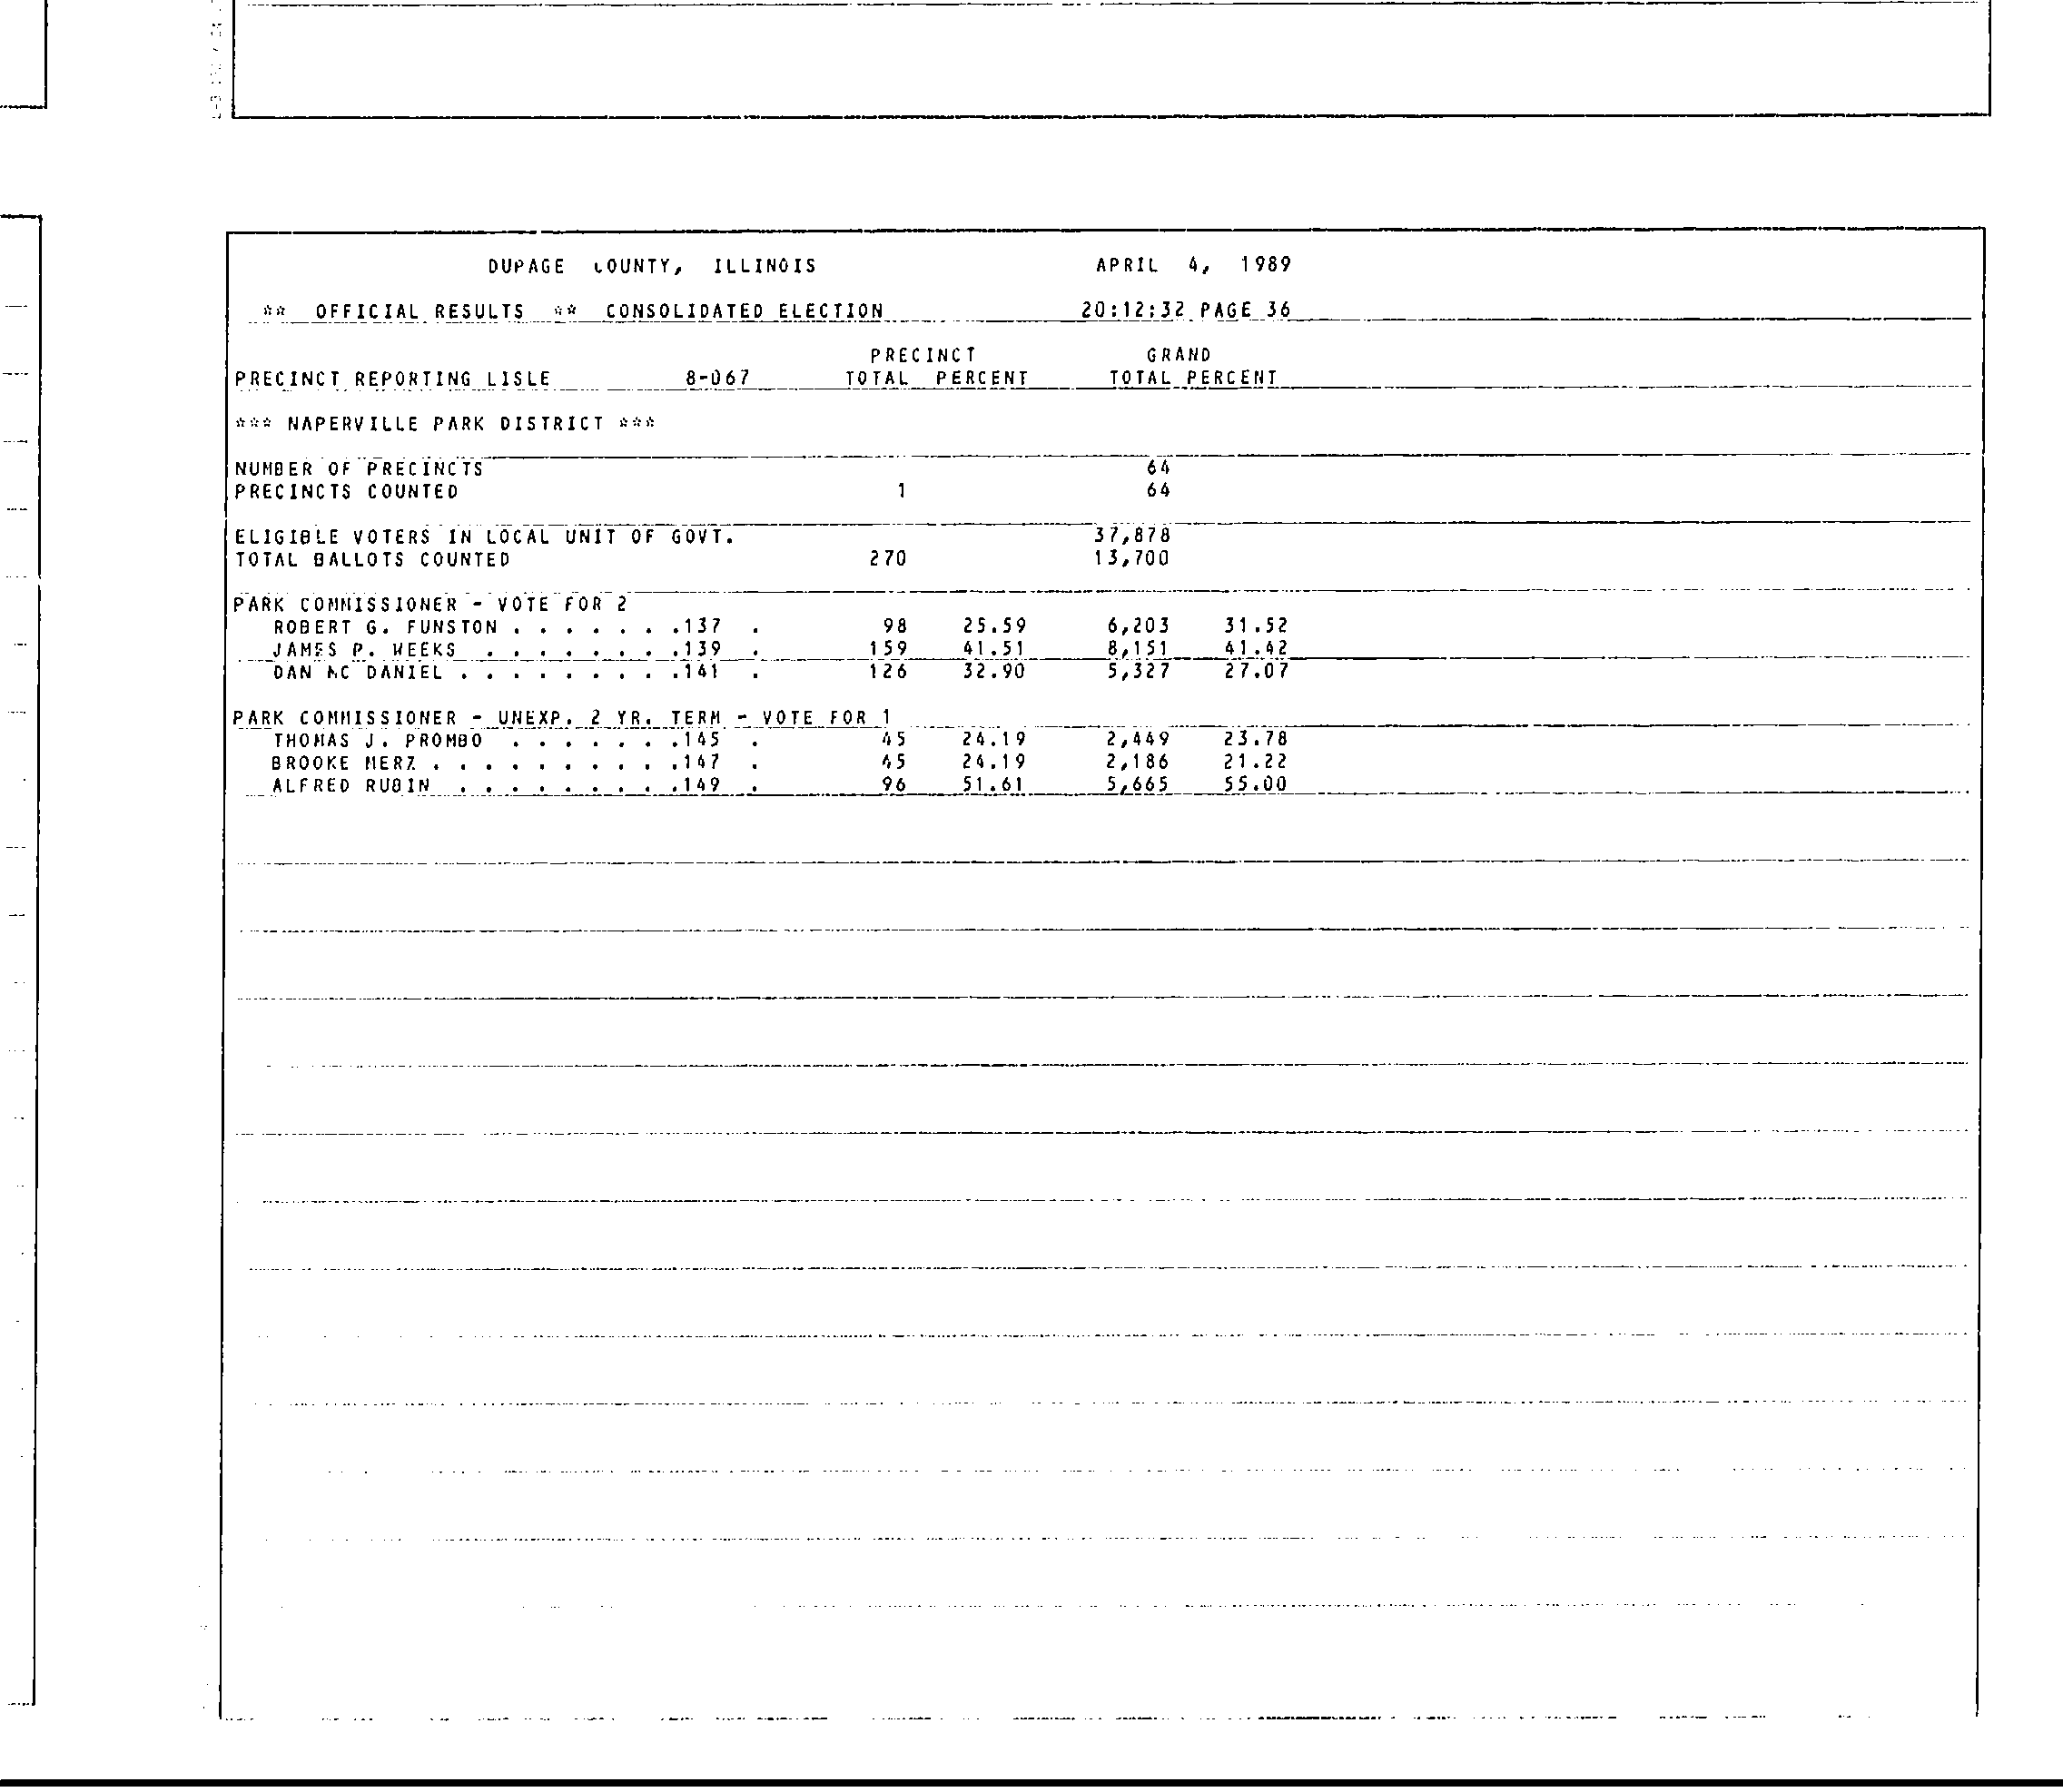 DUPAGE COUNTY, ILLINOIS APRIL 4, 1989
** OFFICIAL RESULTS ** CONSOLIDATED ELECTION 20:12:32 PAGE 36
PRECINCT GRAND
PRECINCT REPORTING LISLE 8-067 TOTAL PERCENT TOTAL PERCENT
*** NAPERVILLE PARK DISTRICT ***
NUMBER OF PRECINCTS 64
PRECINCTS COUNTED 1 64
ELIGIBLE VOTERS IN LOCAL UNIT OF GOVT. 37,878
TOTAL BALLOTS COUNTED 270 13,700
PARK COMMISSIONER - VOTE FOR 2
ROBERT G. FUNSTON . . . . . . .137 . 98 25.59 6,203 31.52
JAMES P. WEEKS . . . . . . . .139 . 159 41.51 8,151 41.42
DAN MC DANIEL . . . . . . . . .141 . 126 32.90 5,327 27.07
PARK COMMISSIONER - UNEXP. 2 YR. TERM - VOTE FOR 1
THOMAS J. PROMBO . . . . . . .145 . 45 24.19 2,449 23.78
BROOKE MERZ . . . . . . . . . .147 . 45 24.19 2,186 21.22
ALFRED RUBIN . . . . . . . . .149 . 96 51.61 5,665 55.00